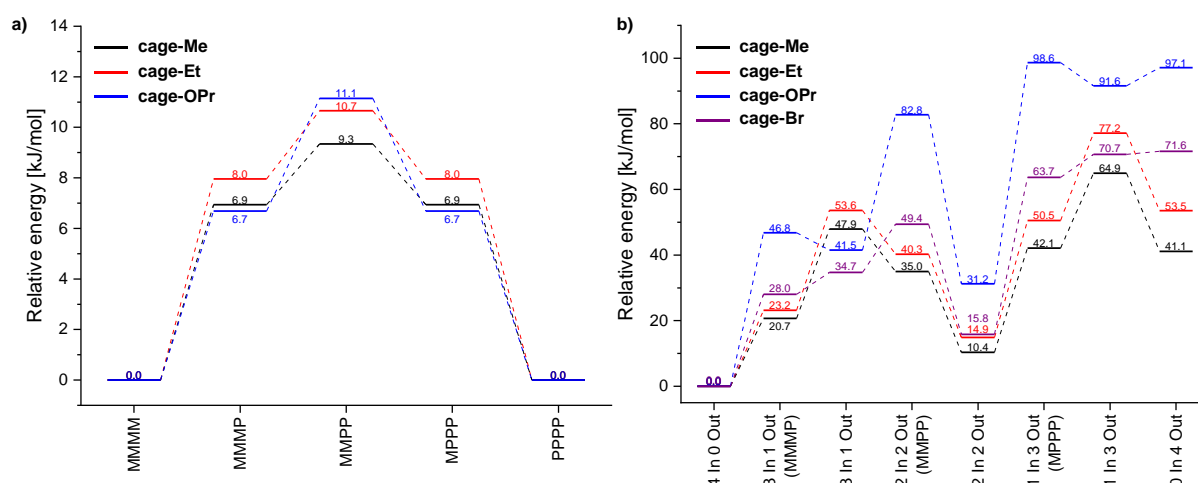 a)
cage-Me
cage-Et
cage-OPr
Relative energy [kJ/mol]
14
12
10
8
6
4
2
0
0.0
6.9
8.0
6.7
9.3
10.7
11.1
6.9
8.0
6.7
0.0
MMMM
MMMP
MMPP
MPPP
PPPP
b)
cage-Me
cage-Et
cage-OPr
cage-Br
Relative energy [kJ/mol]
100
80
60
40
20
0
0.0
46.8
28.0
23.2
20.7
53.6
47.9
41.5
34.7
82.8
49.4
40.3
35.0
31.2
15.8
14.9
10.4
98.6
63.7
50.5
42.1
91.6
77.2
70.7
64.9
97.1
71.6
53.5
41.1
4 In 0 Out
3 In 1 Out
(MMMP)
3 In 1 Out
2 In 2 Out
(MMPP)
2 In 2 Out
1 In 3 Out
(MPPP)
1 In 3 Out
0 In 4 Out